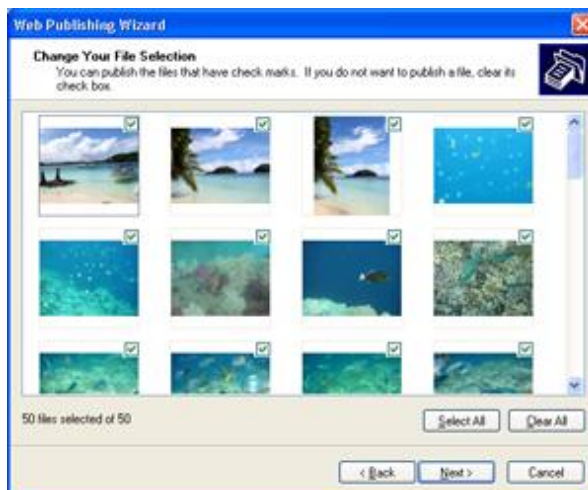 Web Publishing Wizard
Change Your File Selection
You can publish the files that have check marks. If you do not want to publish a file, clear its
check box.
50 files selected of 50
Select All
Clear All
< Back
Next >
Cancel